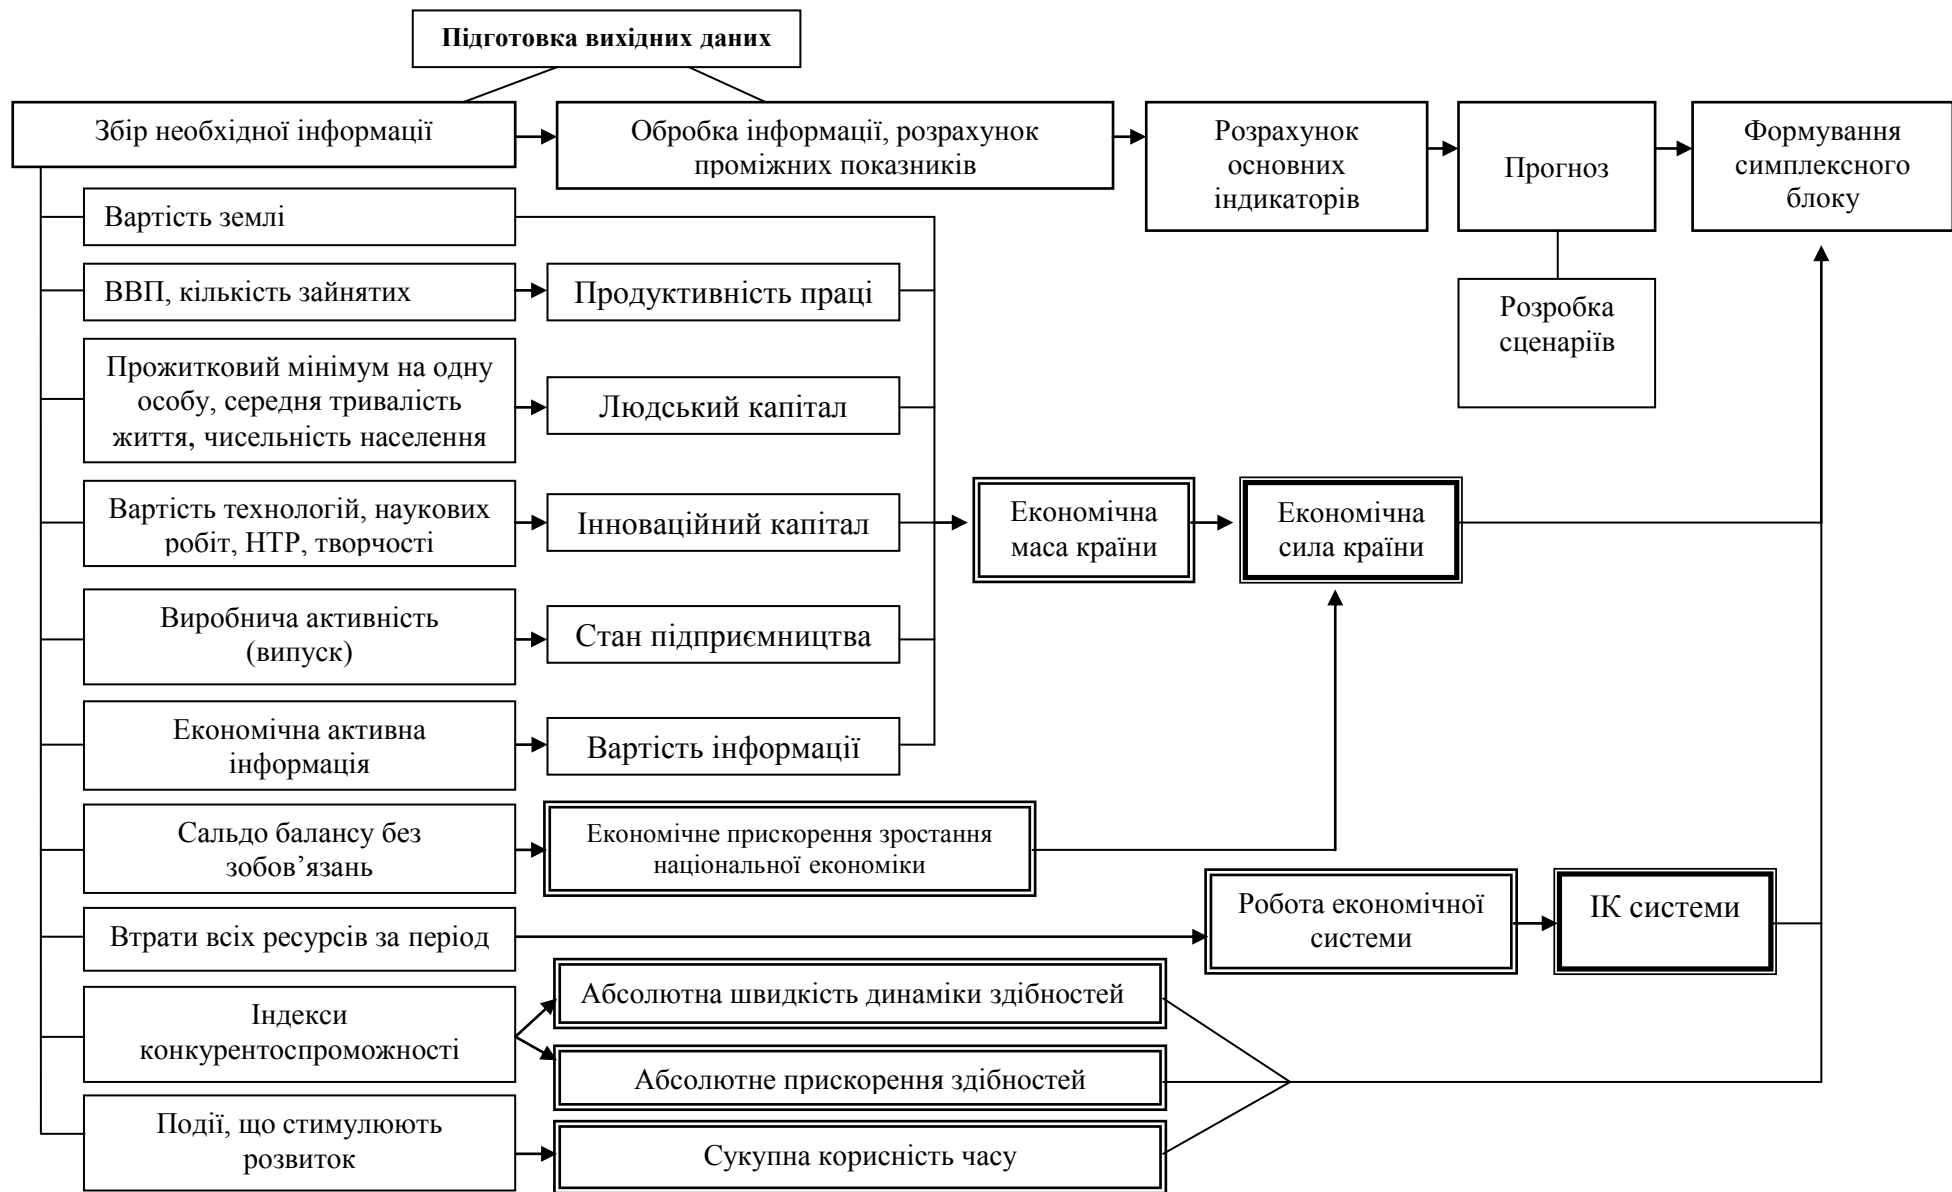 Підготовка вихідних даних
Збір необхідної інформації
Обробка інформації, розрахунок
проміжних показників
Розрахунок
основних
індикаторів
Прогноз
Формування
симплексного
блоку
Розробка
сценаріїв
Вартість землі
ВВП, кількість зайнятих
Продуктивність праці
Прожитковий мінімум на одну
особу, середня тривалість
життя, чисельність населення
Людський капітал
Вартість технологій, наукових
робіт, НТР, творчості
Інноваційний капітал
Економічна
маса країни
Економічна
сила країни
Виробнича активність
(випуск)
Стан підприємництва
Економічна активна
інформація
Вартість інформації
Сальдо балансу без
зобов’язань
Економічне прискорення зростання
національної економіки
Втрати всіх ресурсів за період
Робота економічної
системи
ІК системи
Індекси
конкурентоспроможності
Абсолютна швидкість динаміки здібностей
Абсолютне прискорення здібностей
Події, що стимулюють
розвиток
Сукупна корисність часу